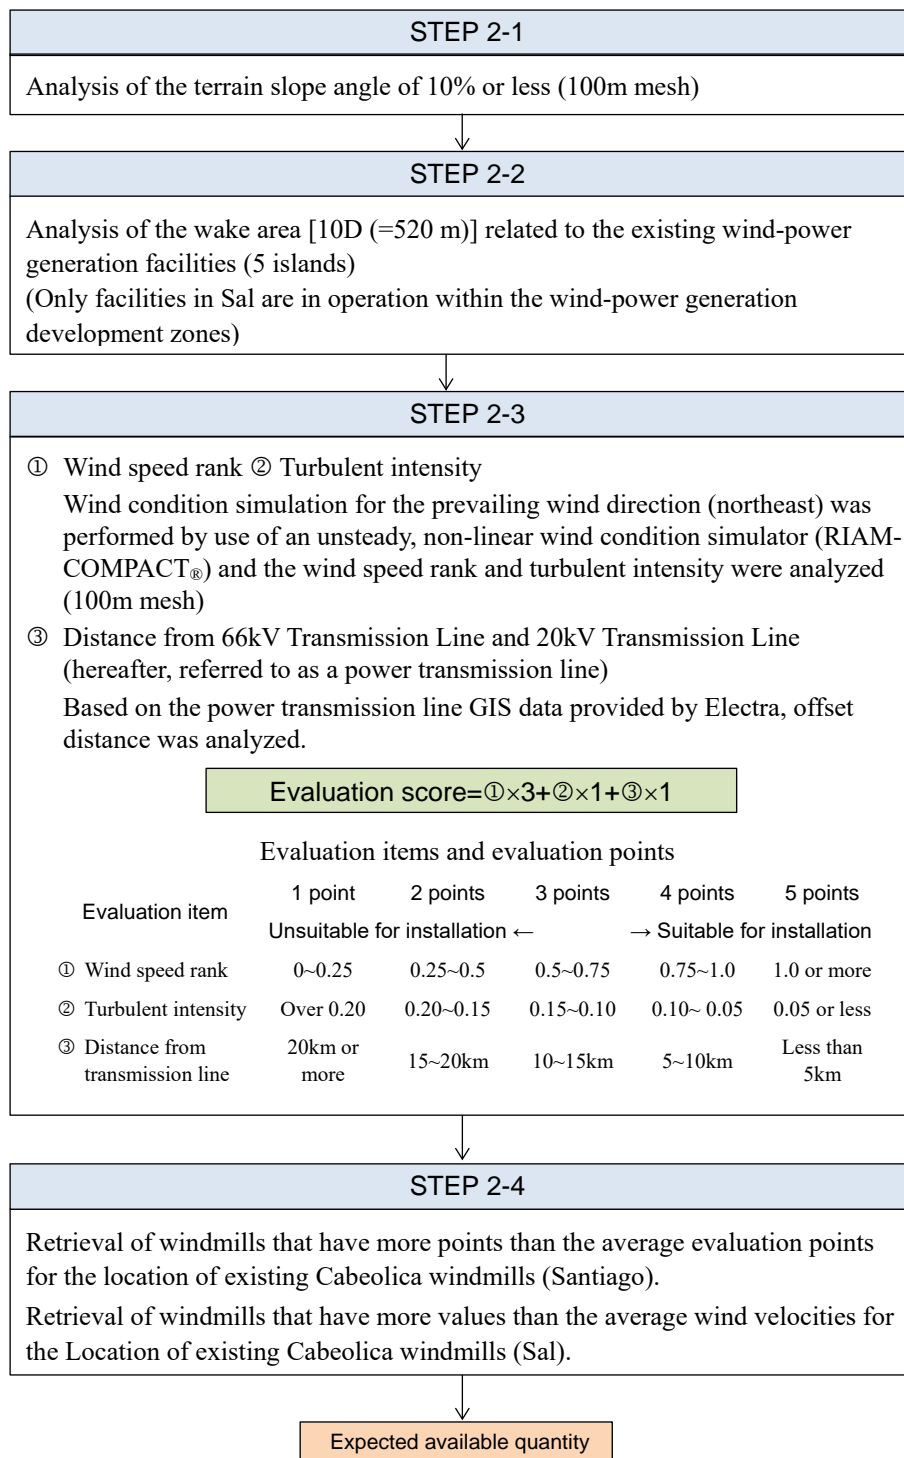 STEP 2-1
Analysis of the terrain slope angle of 10% or less (100m mesh)
STEP 2-2
Analysis of the wake area [10D (=520 m)] related to the existing wind-power
generation facilities (5 islands)
(Only facilities in Sal are in operation within the wind-power generation
development zones)
STEP 2-3
① Wind speed rank ② Turbulent intensity
Wind condition simulation for the prevailing wind direction (northeast) was
performed by use of an unsteady, non-linear wind condition simulator (RIAM-
COMPACT®) and the wind speed rank and turbulent intensity were analyzed
(100m mesh)
③ Distance from 66kV Transmission Line and 20kV Transmission Line
(hereafter, referred to as a power transmission line)
Based on the power transmission line GIS data provided by Electra, offset
distance was analyzed.
Evaluation score=①×3+②×1+③×1
Evaluation items and evaluation points
Evaluation item 1 point 2 points 3 points 4 points 5 points
Unsuitable for installation ← → Suitable for installation
① Wind speed rank 0~0.25 0.25~0.5 0.5~0.75 0.75~1.0 1.0 or more
② Turbulent intensity Over 0.20 0.20~0.15 0.15~0.10 0.10~ 0.05 0.05 or less
③ Distance from transmission line 20km or more 15~20km 10~15km 5~10km Less than 5km
STEP 2-4
Retrieval of windmills that have more points than the average evaluation points
for the location of existing Cabeolica windmills (Santiago).
Retrieval of windmills that have more values than the average wind velocities for
the Location of existing Cabeolica windmills (Sal).
Expected available quantity